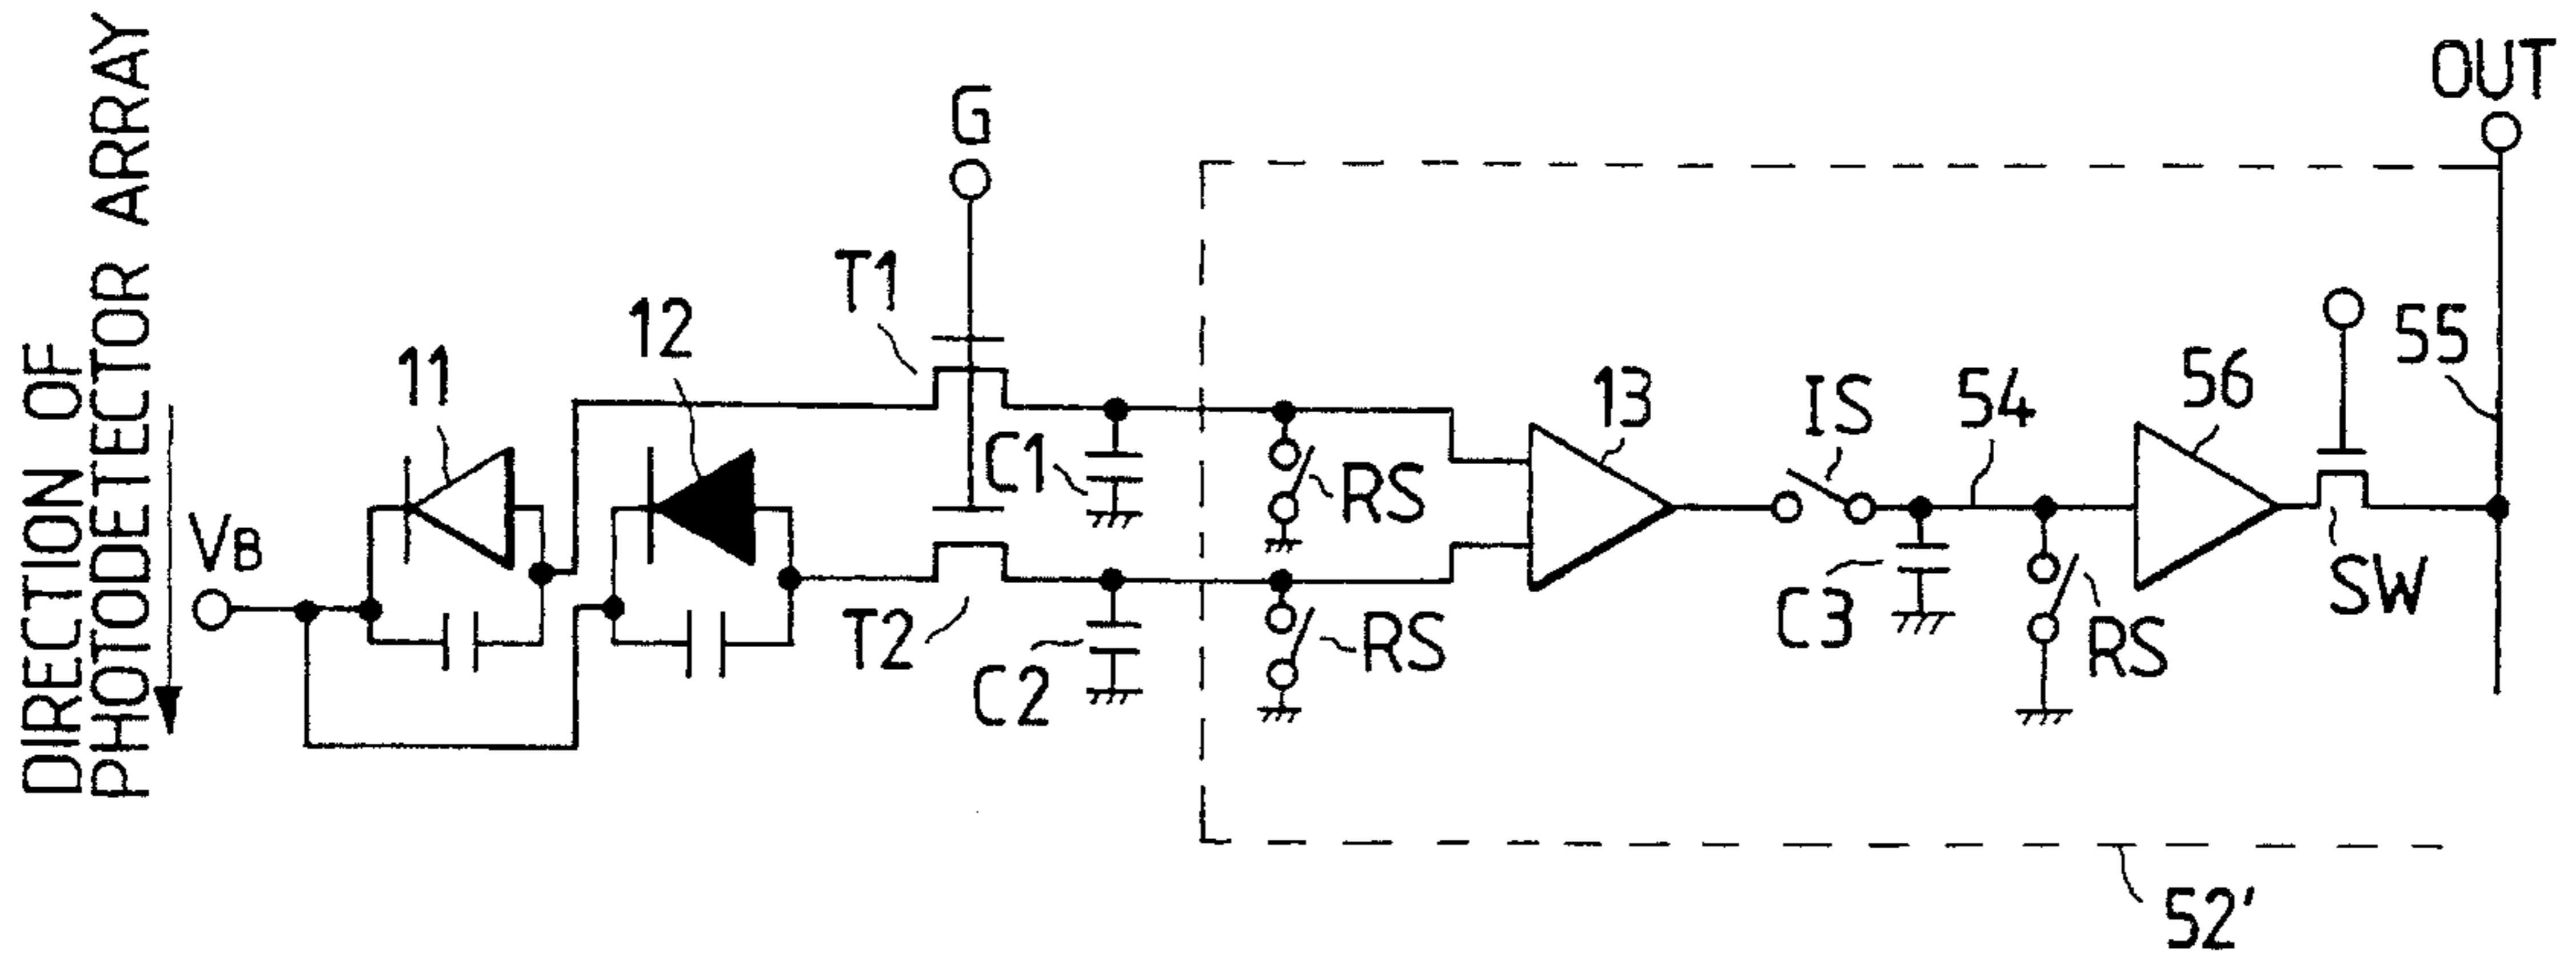 DIRECTION OF
PHOTODETECTOR ARRAY
VB
11
12
T1
G
T2
C1
C2
RS
RS
13
IS
54
C3
RS
56
SW
55
OUT
52'